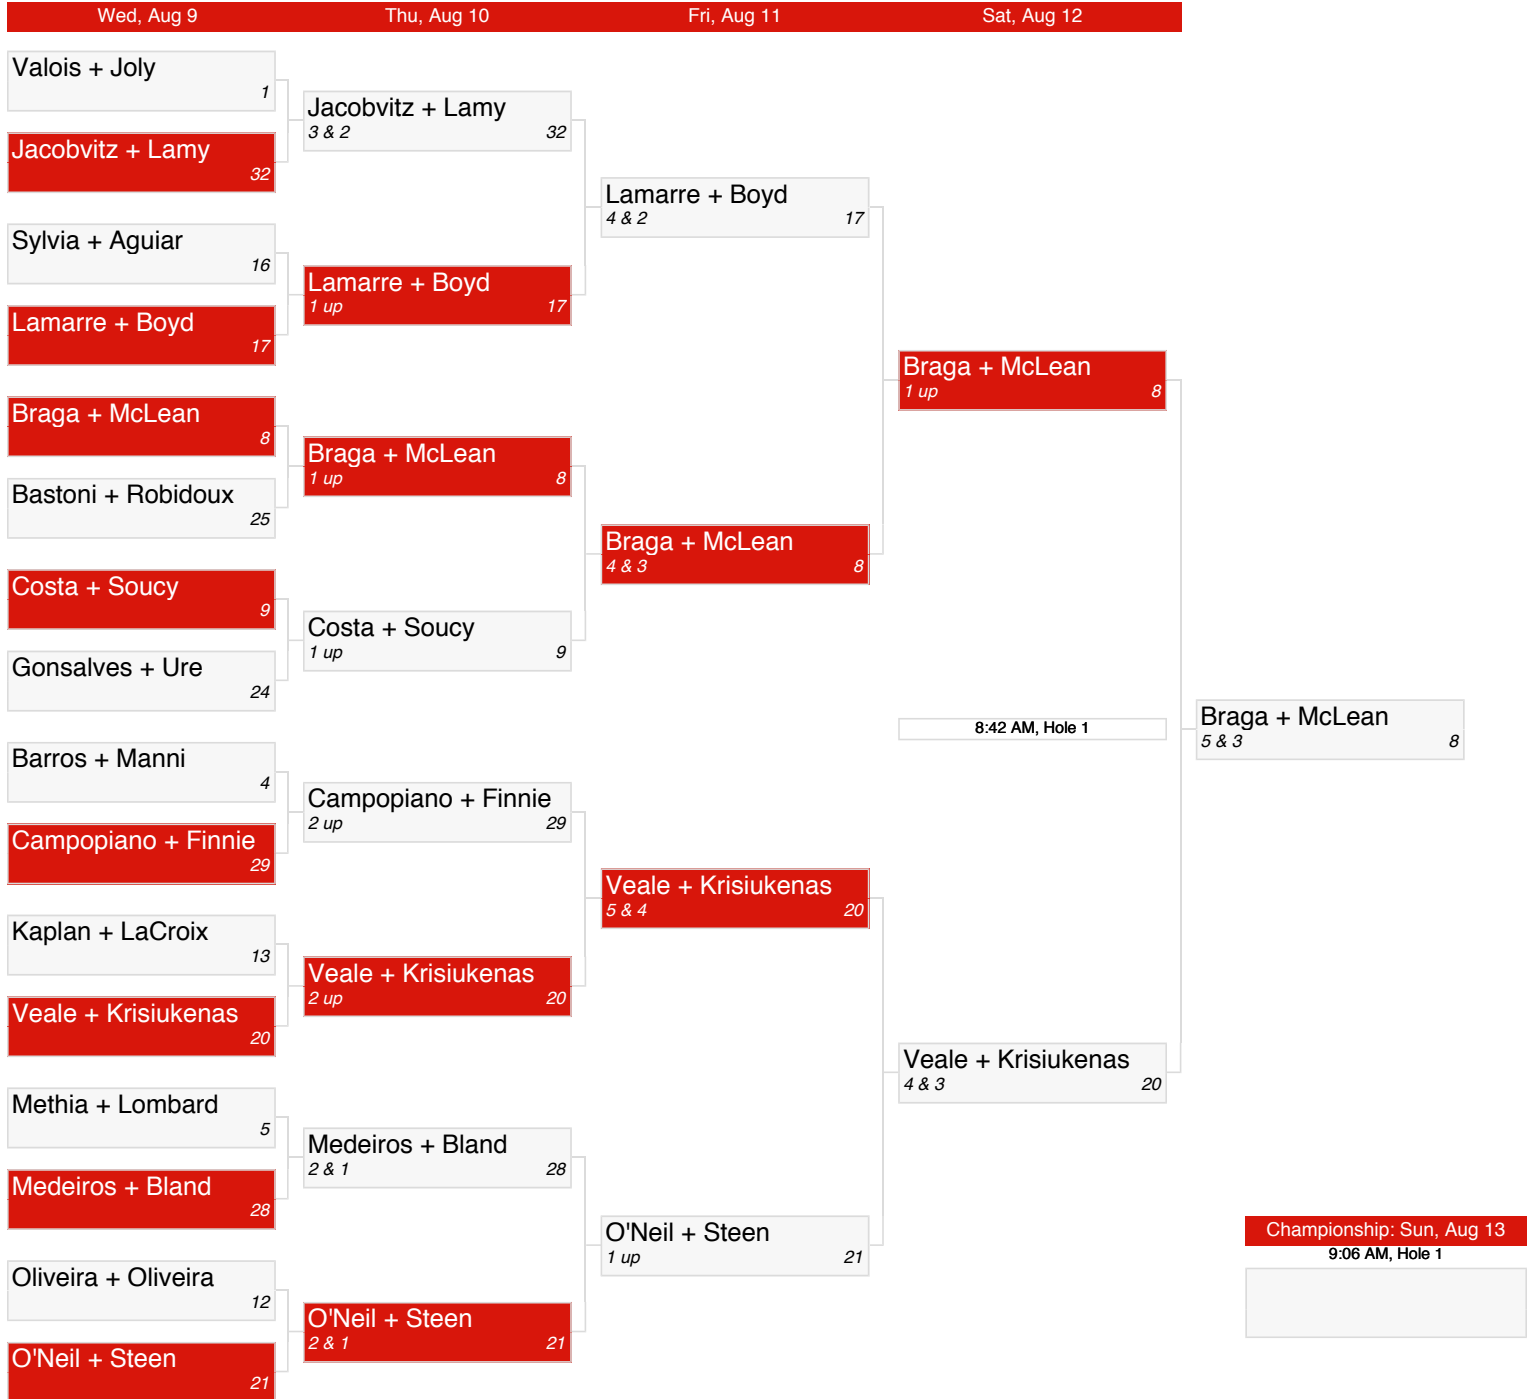 Wed, Aug 9
Thu, Aug 10
Fri, Aug 11
Sat, Aug 12
Valois + Joly
1
Jacobvitz + Lamy
32
Sylvia + Aguiar
16
Lamarre + Boyd
17
Braga + McLean
8
Bastoni + Robidoux
25
Costa + Soucy
9
Gonsalves + Ure
24
Barros + Manni
4
Campopiano + Finnie
29
Kaplan + LaCroix
13
Veale + Krisiukenas
20
Methia + Lombard
5
Medeiros + Bland
28
Oliveira + Oliveira
12
O'Neil + Steen
21
Jacobvitz + Lamy
3 & 2 32
Lamarre + Boyd
1 up 17
Braga + McLean
1 up 8
Costa + Soucy
1 up 9
Campopiano + Finnie
2 up 29
Veale + Krisiukenas
2 up 20
Medeiros + Bland
2 & 1 28
O'Neil + Steen
2 & 1 21
Lamarre + Boyd
4 & 2 17
Braga + McLean
4 & 3 8
Veale + Krisiukenas
5 & 4 20
O'Neil + Steen
1 up 21
Braga + McLean
1 up 8
8:42 AM, Hole 1
Veale + Krisiukenas
4 & 3 20
Braga + McLean
5 & 3 8
Championship: Sun, Aug 13
9:06 AM, Hole 1